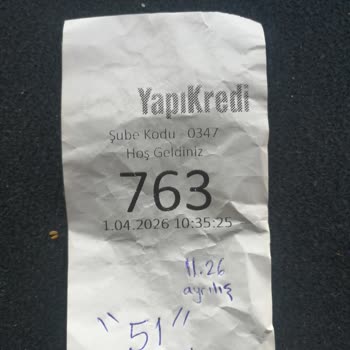 YapıKredi
Şube Kodu 0347
Hoş Geldiniz
763
1.04.2026 10:35:25
11.26
ayrılış
"51"